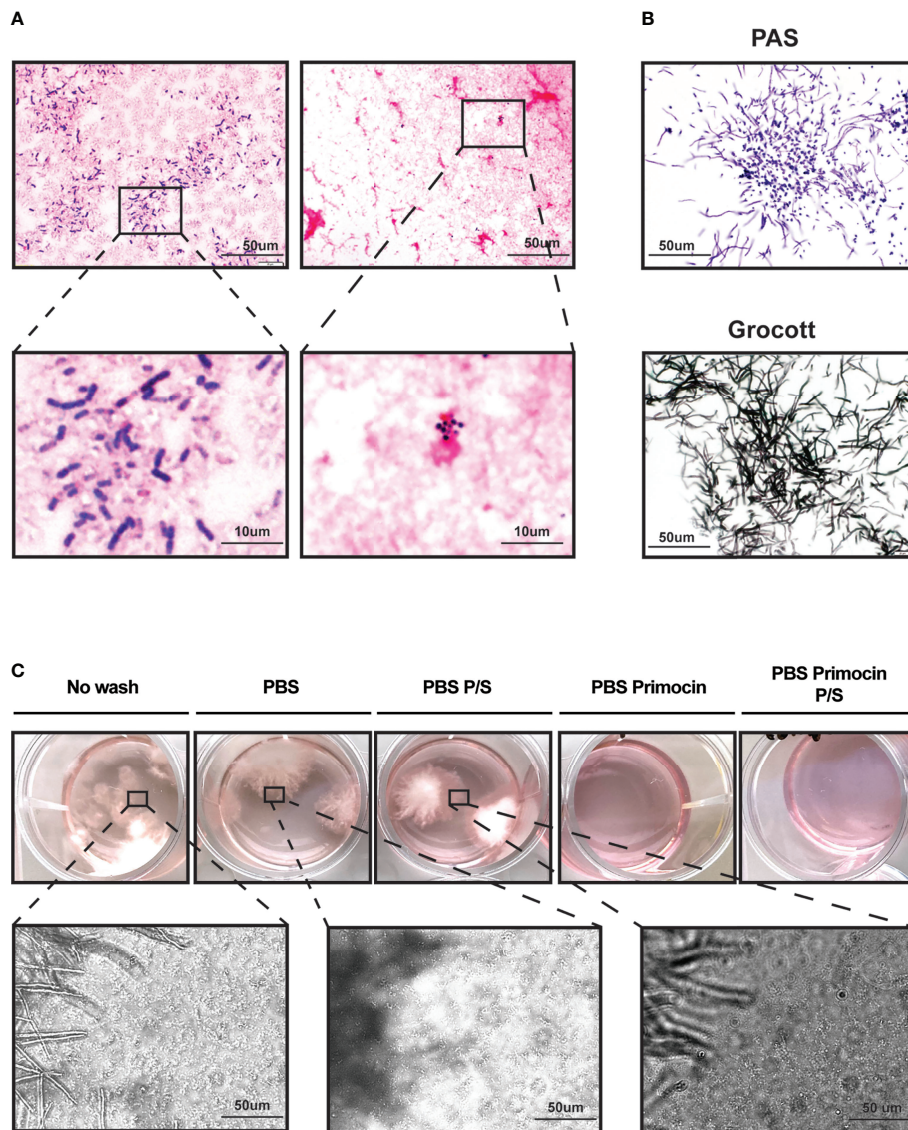 A
B
PAS
50um
50um
50um
Grocott
10um
10um
50um
C
No wash
PBS
PBS P/S
PBS Primocin
PBS Primocin
P/S
50um
50um
50 um